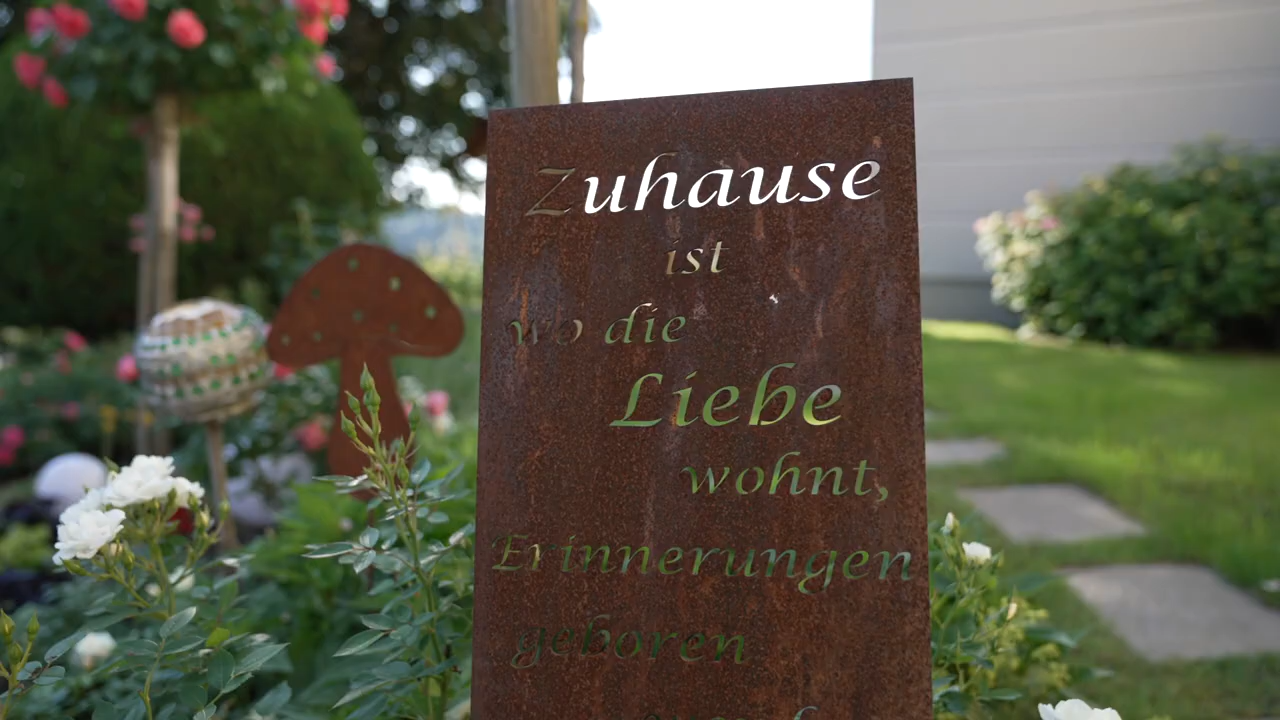 Zuhause
ist
wo die
Liebe
wohnt,
Erinnerungen
geboren